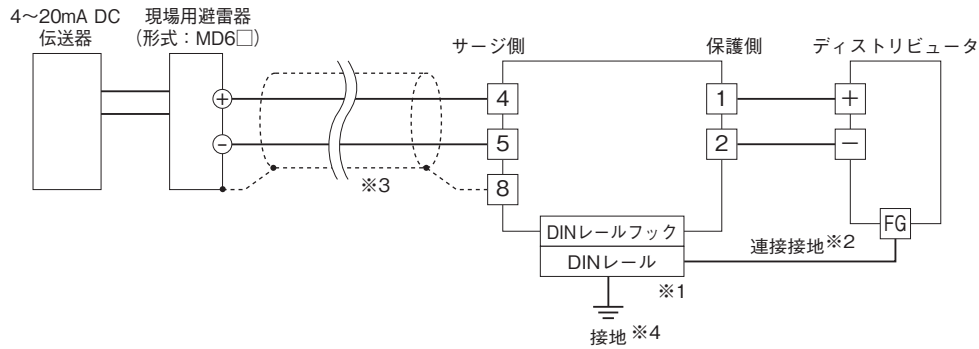 4～20mA DC
伝送器
現場用避雷器
（形式：MD6□）
サージ側
保護側
ディストリビュータ
+
−
4
5
8
1
2
+
−
※3
DINレールフック
DINレール
※1
FG
連接接地※2
接地※4